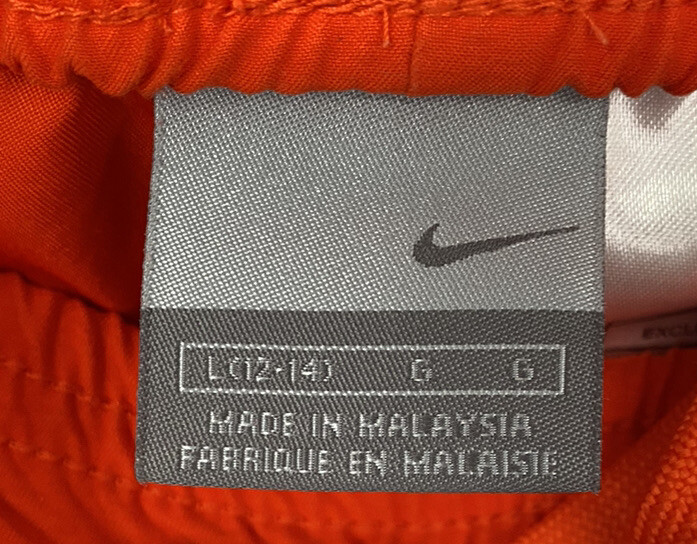 L(12-14) G G
MADE IN MALAYSIA
FABRIQUE EN MALAISIE